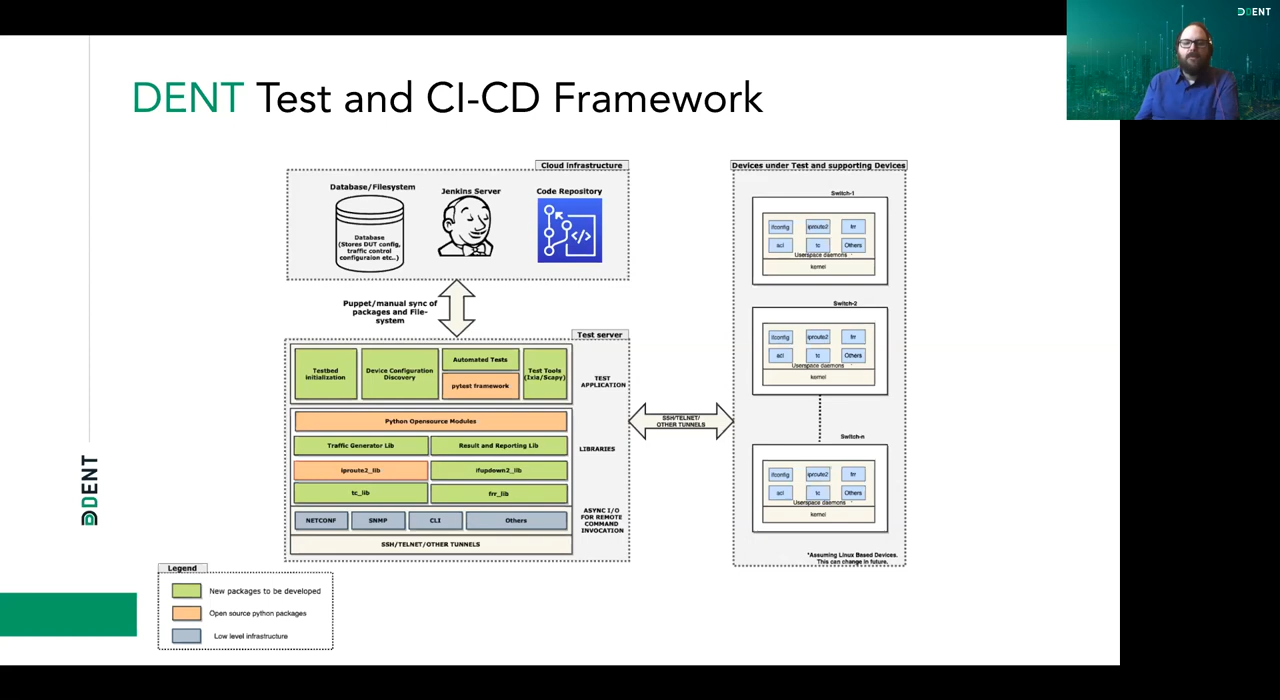 DENT
DENT Test and CI-CD Framework
Cloud infrastructure
Database/Filesystem
Jenkins Server
Code Repository
Database
(Stores DUT config,
traffic control
configuraion etc..)
Puppet/manual sync of
packages and File-
system
Test server
Testbed
initialization
Device Configuration
Discovery
Automated Tests
pytest framework
Test Tools
(Ixia/Scapy)
TEST
APPLICATION
Python Opensource Modules
Traffic Generator Lib
Result and Reporting Lib
iproute2_lib
ifupdown2_lib
tc_lib
frr_lib
LIBRARIES
NETCONF
SNMP
CLI
Others
ASYNC I/O
FOR REMOTE
COMMAND
INVOCATION
SSH/TELNET/OTHER TUNNELS
SSH/TELNET/
OTHER TUNNELS
Devices under Test and supporting Devices
Switch-1
ifconfig
iproute2
frr
acl
tc
Others
Userspace daemons
kernel
Switch-2
ifconfig
iproute2
frr
acl
tc
Others
Userspace daemons
kernel
Switch-n
ifconfig
iproute2
frr
acl
tc
Others
Userspace daemons
kernel
*Assuming Linux Based Devices.
This can change in future.
Legend
New packages to be developed
Open source python packages
Low level infrastructure
DENT